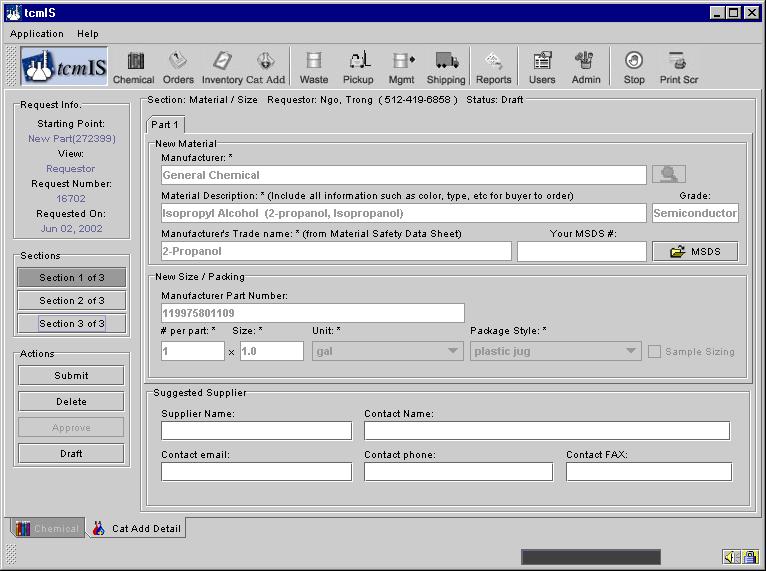 tcmIS
Application Help
tcmIS Chemical Orders Inventory Cat Add Waste Pickup Mgmt Shipping Reports Users Admin Stop Print Scr
Request Info.
Starting Point:
New Part(272399)
View:
Requestor
Request Number:
16702
Requested On:
Jun 02, 2002
Sections
Section 1 of 3
Section 2 of 3
Section 3 of 3
Actions
Submit
Delete
Approve
Draft
Section: Material / Size Requestor: Ngo, Trong ( 512-419-6858 ) Status: Draft
Part 1
New Material
Manufacturer: *
General Chemical
Material Description: * (Include all information such as color, type, etc for buyer to order) Grade:
Isopropyl Alcohol (2-propanol, Isopropanol) Semiconductor
Manufacturer's Trade name: * (from Material Safety Data Sheet) Your MSDS #:
2-Propanol MSDS
New Size / Packing
Manufacturer Part Number:
119975801109
# per part: * Size: * Unit: * Package Style: *
1 x 1.0 gal plastic jug Sample Sizing
Suggested Supplier
Supplier Name: Contact Name:
Contact email: Contact phone: Contact FAX:
Chemical Cat Add Detail